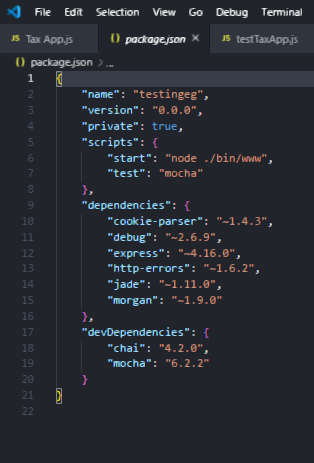 File Edit Selection View Go Debug Terminal
JS Tax App.js {} package.json × JS testTaxApp.js
{} package.json > ...
1 {
2 "name": "testingeg",
3 "version": "0.0.0",
4 "private": true,
5 "scripts": {
6 "start": "node ./bin/www",
7 "test": "mocha"
8 },
9 "dependencies": {
10 "cookie-parser": "~1.4.3",
11 "debug": "~2.6.9",
12 "express": "~4.16.0",
13 "http-errors": "~1.6.2",
14 "jade": "~1.11.0",
15 "morgan": "~1.9.0"
16 },
17 "devDependencies": {
18 "chai": "4.2.0",
19 "mocha": "6.2.2"
20 }
21 }
22